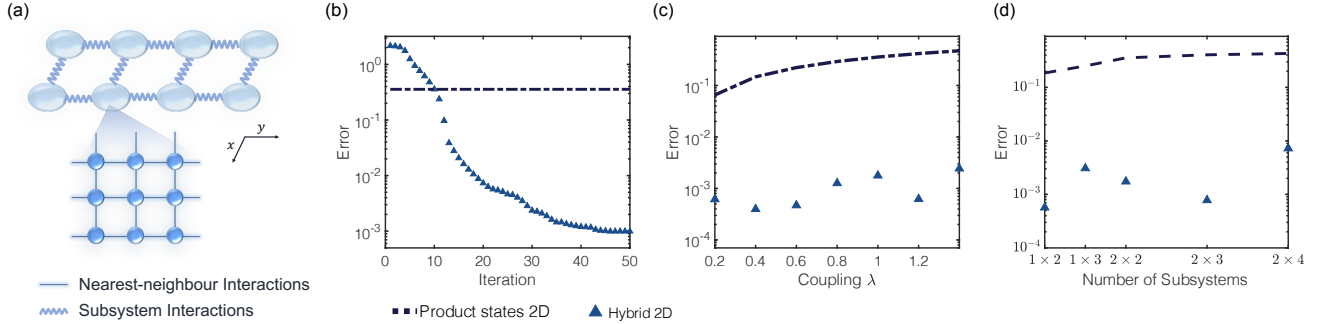 (a)
y
x
Nearest-neighbour Interactions
Subsystem Interactions
(b)
Error
10^0
10^-1
10^-2
10^-3
0 10 20 30 40 50
Iteration
(c)
Error
10^-1
10^-2
10^-3
10^-4
0.2 0.4 0.6 0.8 1 1.2
Coupling λ
(d)
Error
10^-1
10^-2
10^-3
10^-4
1 × 2 1 × 3 2 × 2 2 × 3 2 × 4
Number of Subsystems
Product states 2D Hybrid 2D